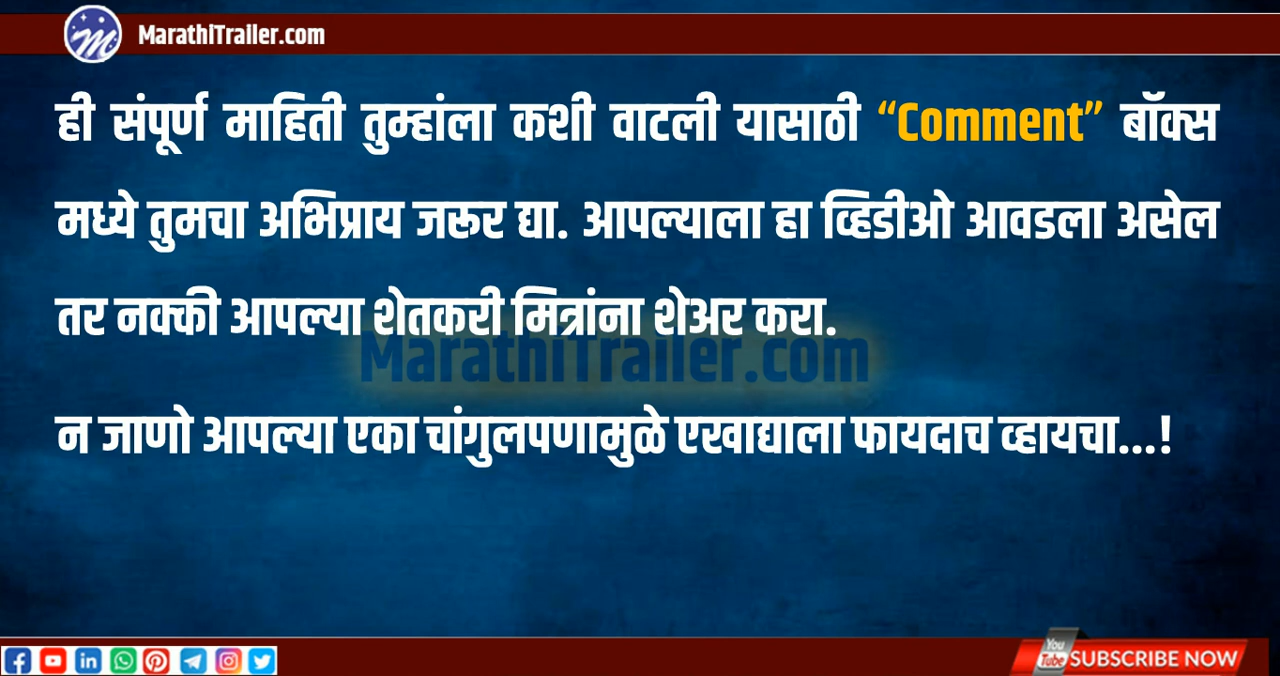 MarathiTrailer.com
ही संपूर्ण माहिती तुम्हांला कशी वाटली यासाठी “Comment” बॉक्स
मध्ये तुमचा अभिप्राय जरूर द्या. आपल्याला हा व्हिडीओ आवडला असेल
तर नक्की आपल्या शेतकरी मित्रांना शेअर करा.
MarathiTrailer.com
न जाणो आपल्या एका चांगुलपणामुळे एखाद्याला फायदाच व्हायचा...!
You
Tube SUBSCRIBE NOW